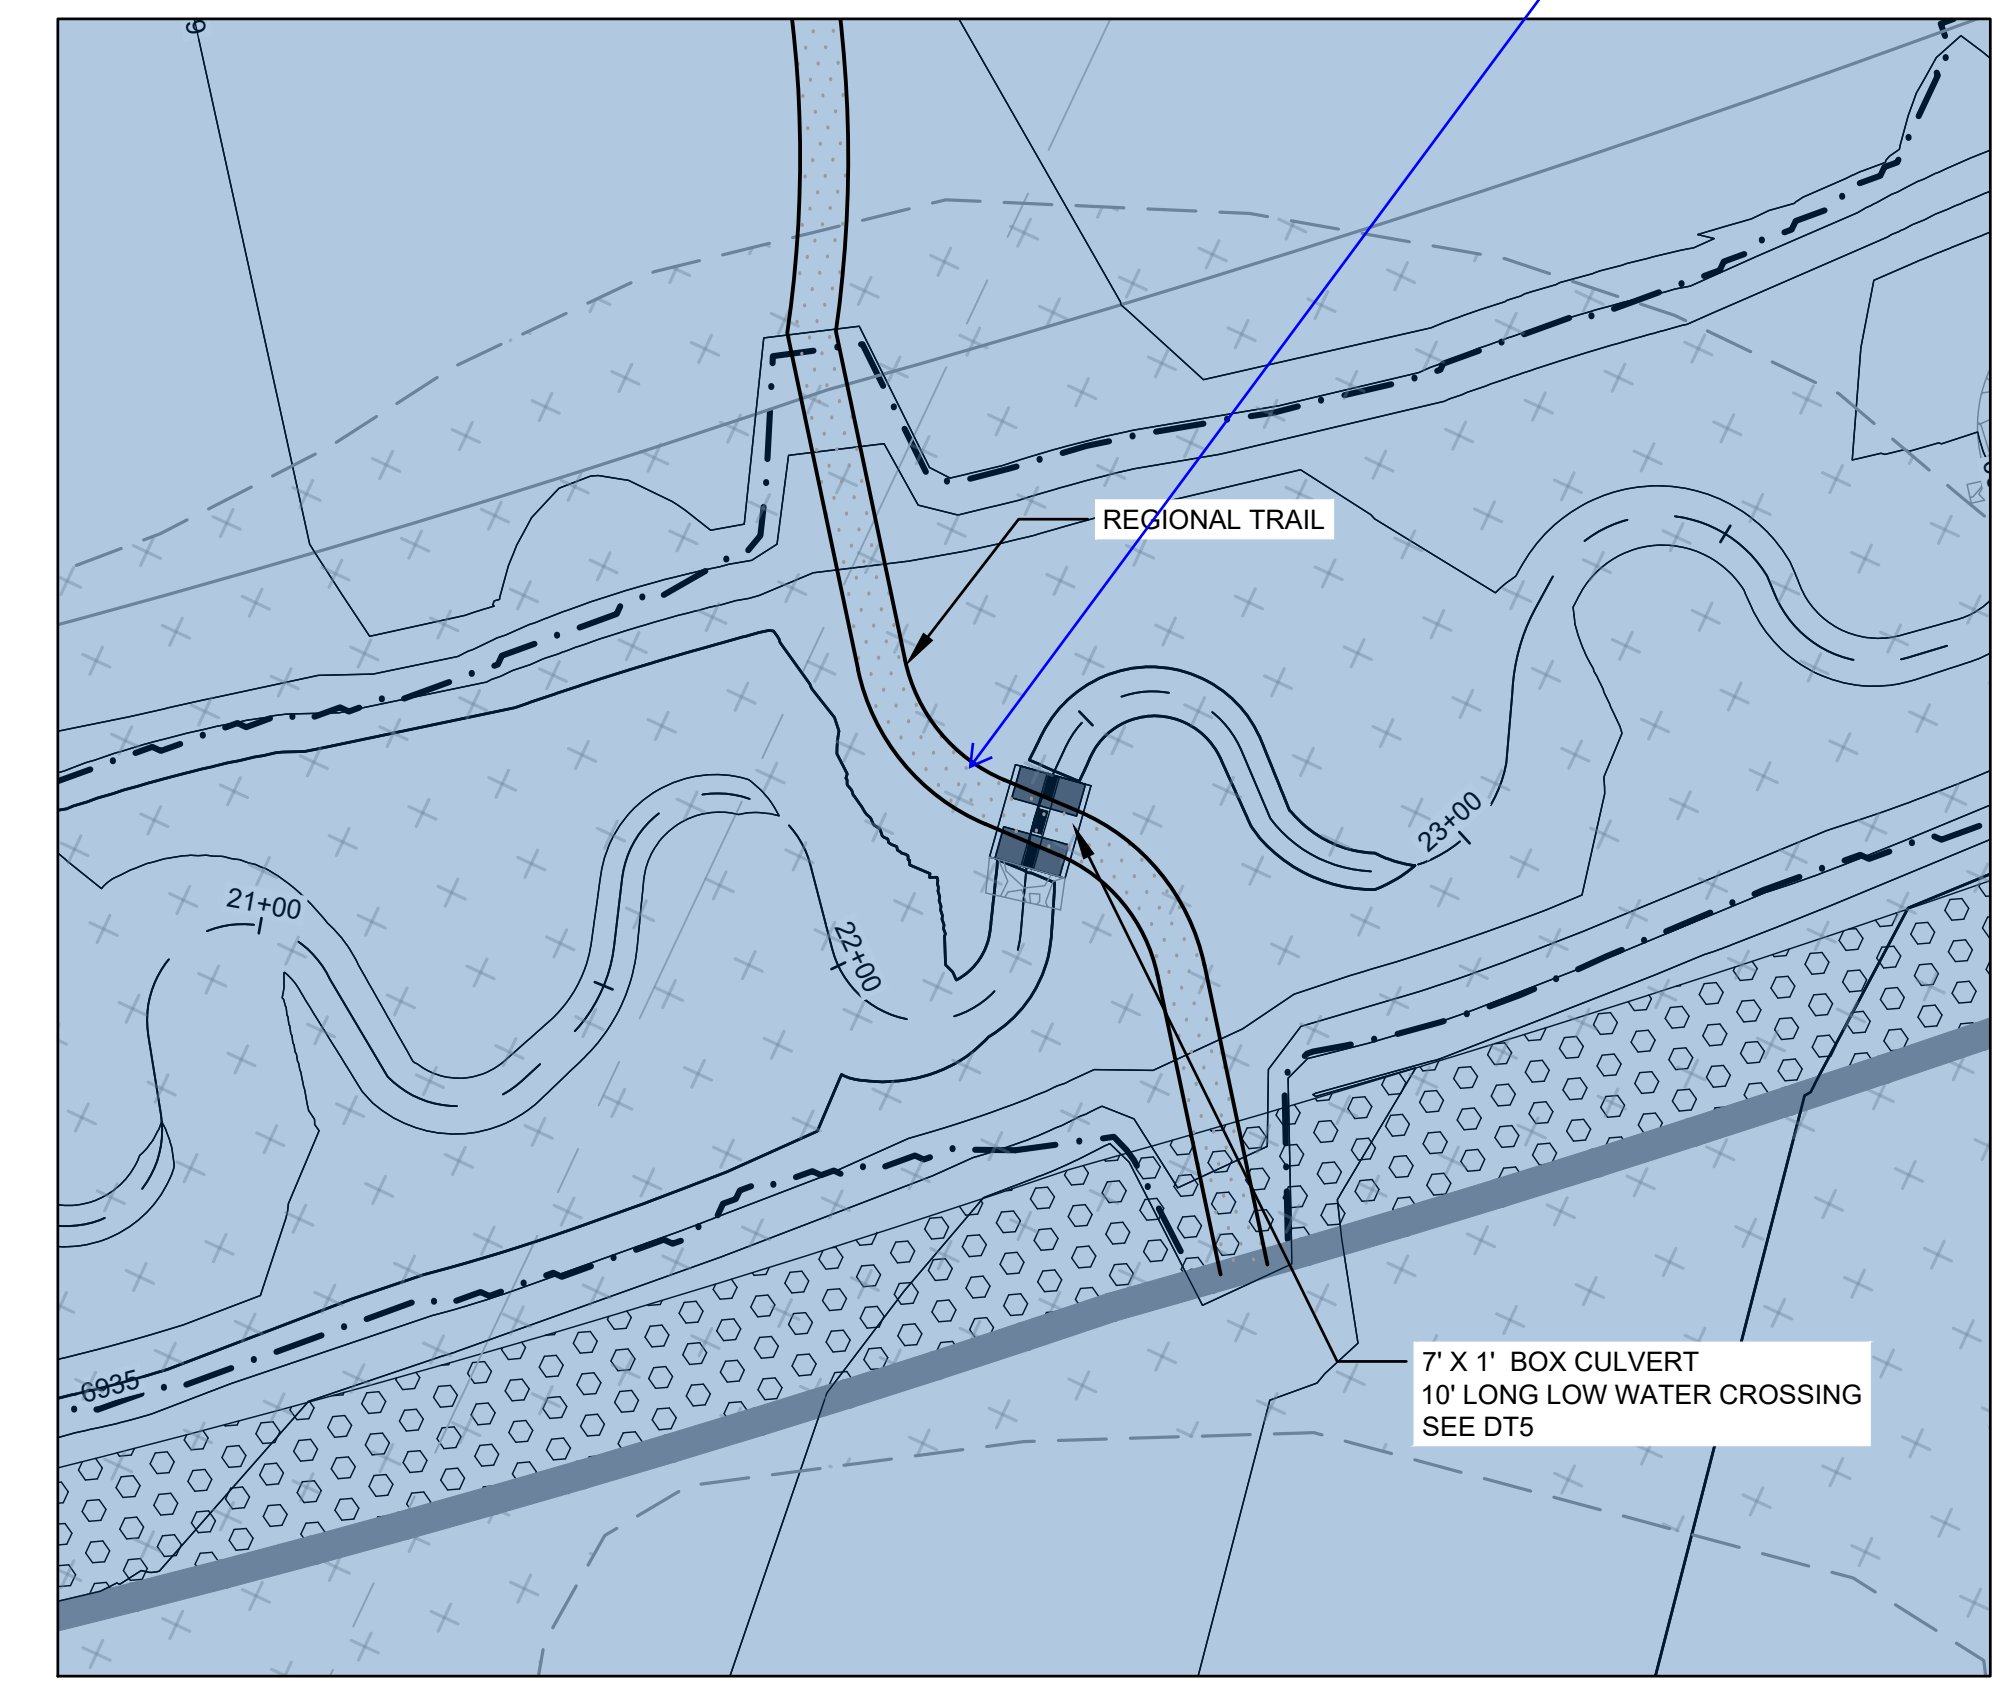 REGIONAL TRAIL
23+00
21+00
22+00
7' X 1' BOX CULVERT
10' LONG LOW WATER CROSSING
SEE DT5
6935